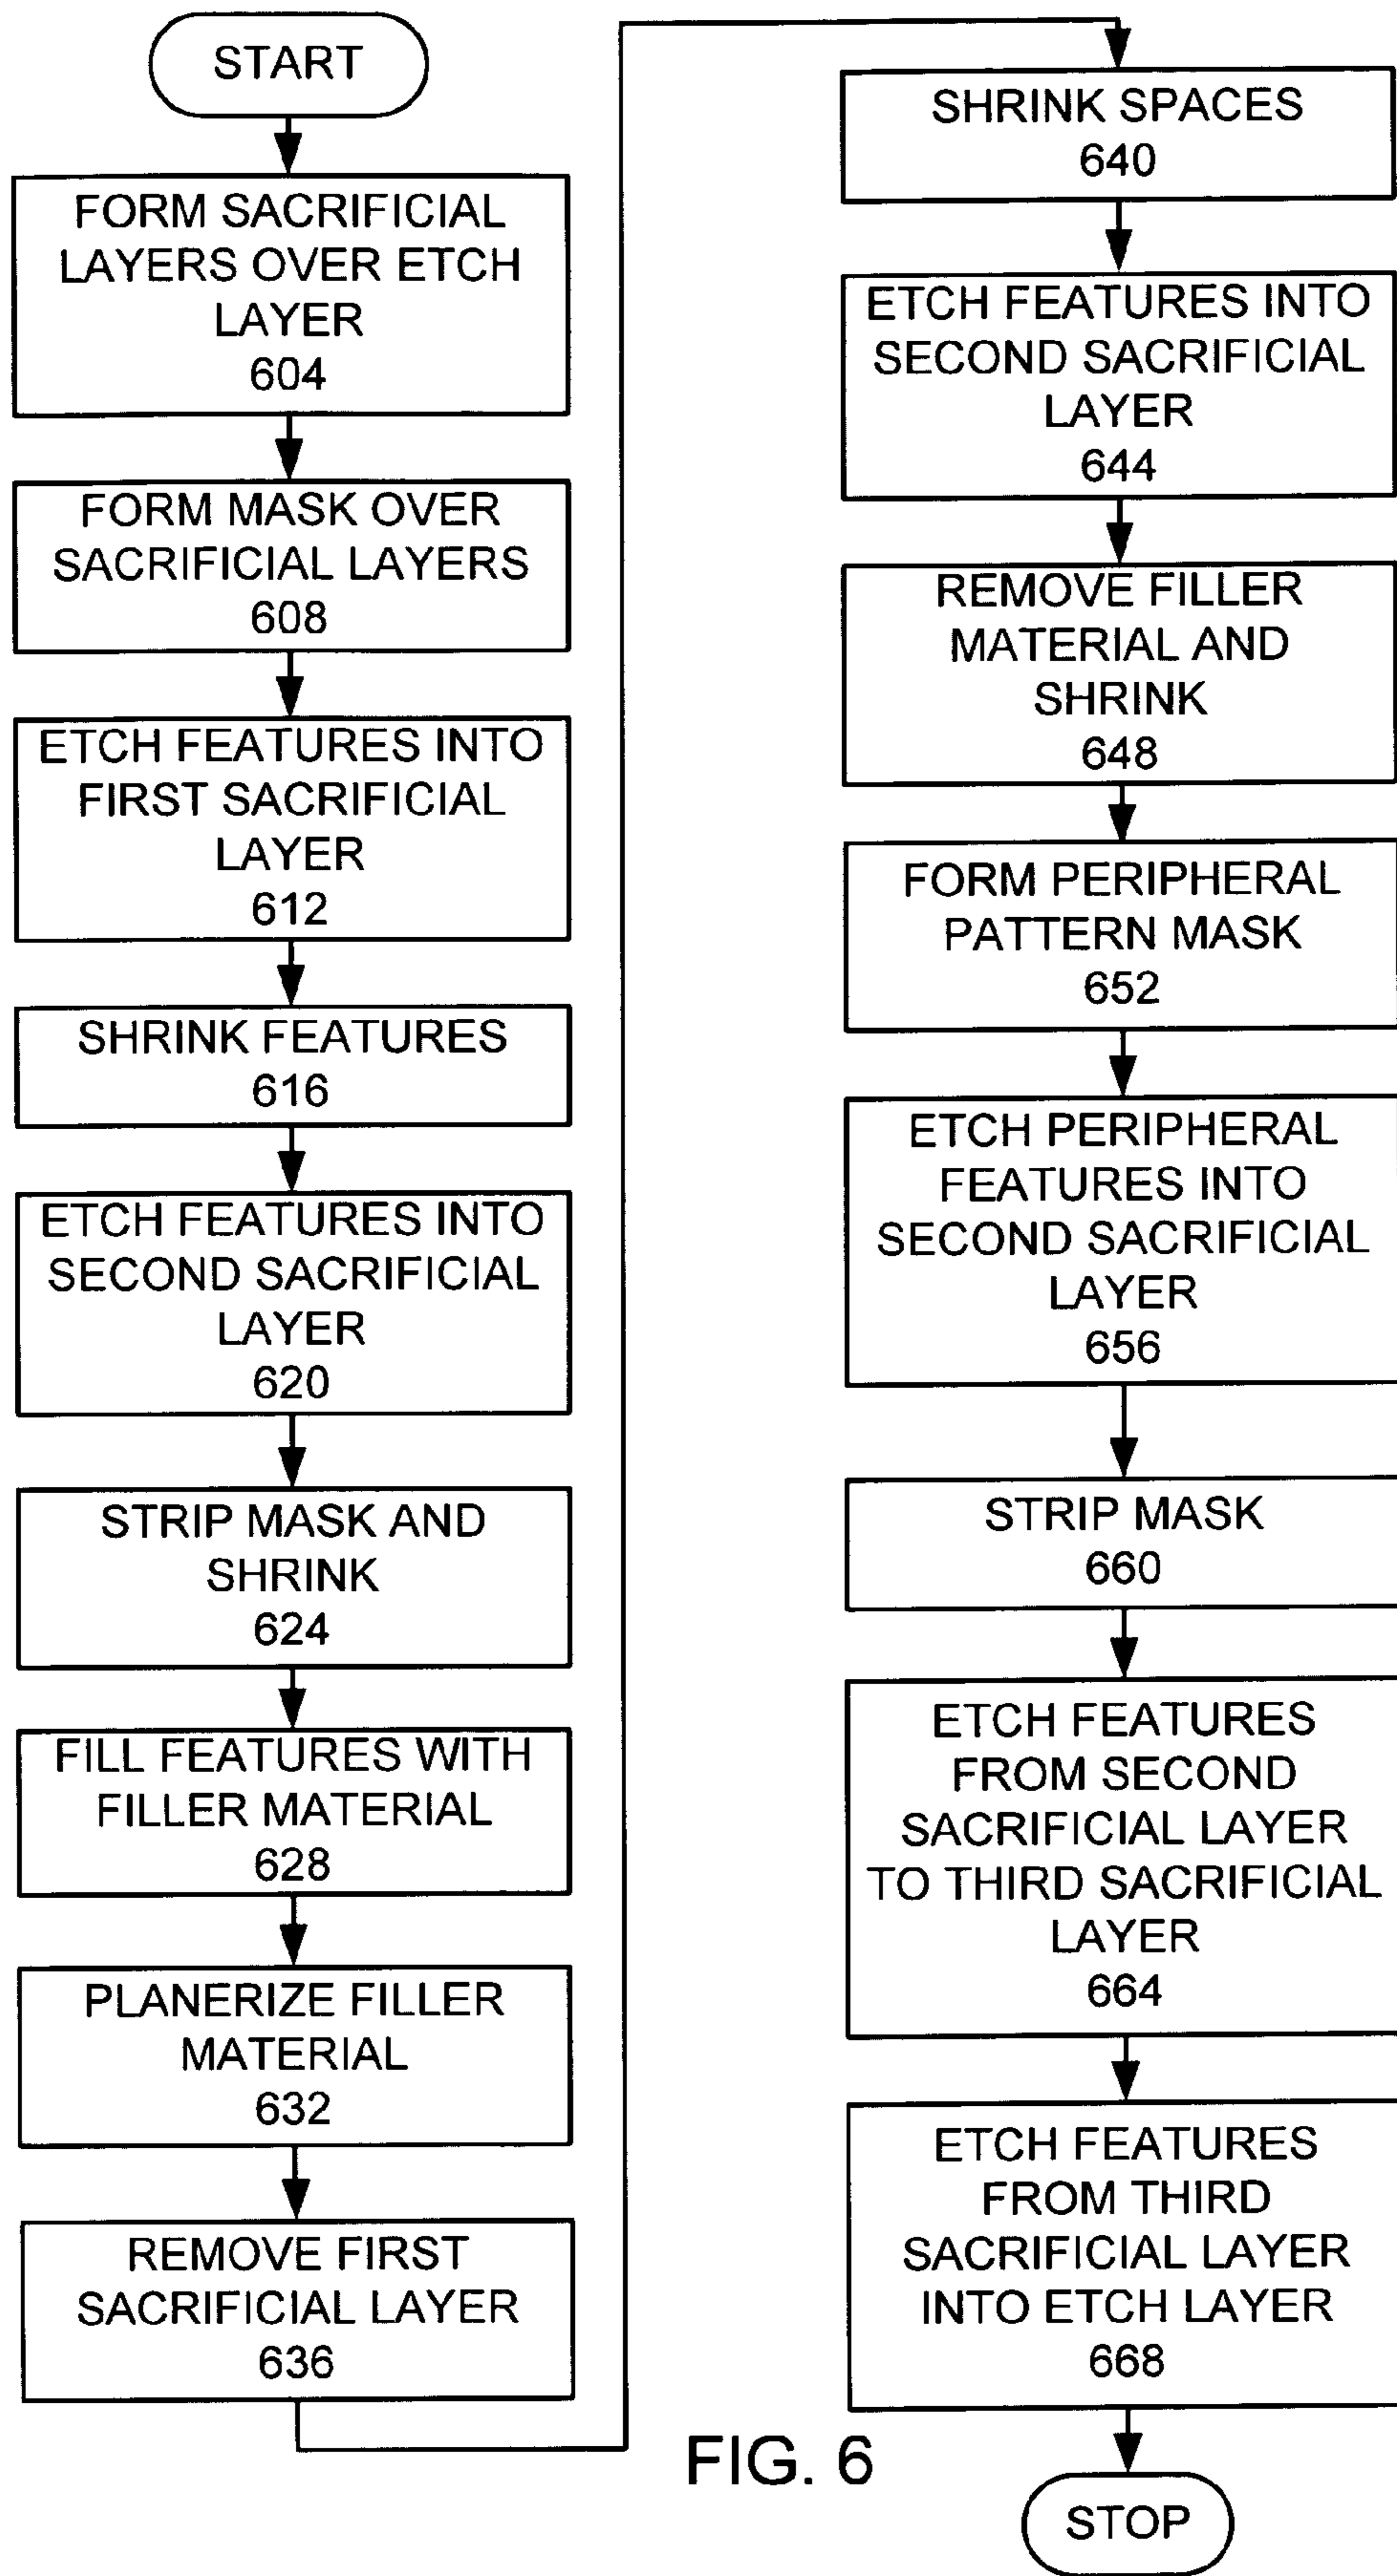 START
FORM SACRIFICIAL
LAYERS OVER ETCH
LAYER
604
FORM MASK OVER
SACRIFICIAL LAYERS
608
ETCH FEATURES INTO
FIRST SACRIFICIAL
LAYER
612
SHRINK FEATURES
616
ETCH FEATURES INTO
SECOND SACRIFICIAL
LAYER
620
STRIP MASK AND
SHRINK
624
FILL FEATURES WITH
FILLER MATERIAL
628
PLANERIZE FILLER
MATERIAL
632
REMOVE FIRST
SACRIFICIAL LAYER
636
SHRINK SPACES
640
ETCH FEATURES INTO
SECOND SACRIFICIAL
LAYER
644
REMOVE FILLER
MATERIAL AND
SHRINK
648
FORM PERIPHERAL
PATTERN MASK
652
ETCH PERIPHERAL
FEATURES INTO
SECOND SACRIFICIAL
LAYER
656
STRIP MASK
660
ETCH FEATURES
FROM SECOND
SACRIFICIAL LAYER
TO THIRD SACRIFICIAL
LAYER
664
ETCH FEATURES
FROM THIRD
SACRIFICIAL LAYER
INTO ETCH LAYER
668
STOP
FIG. 6